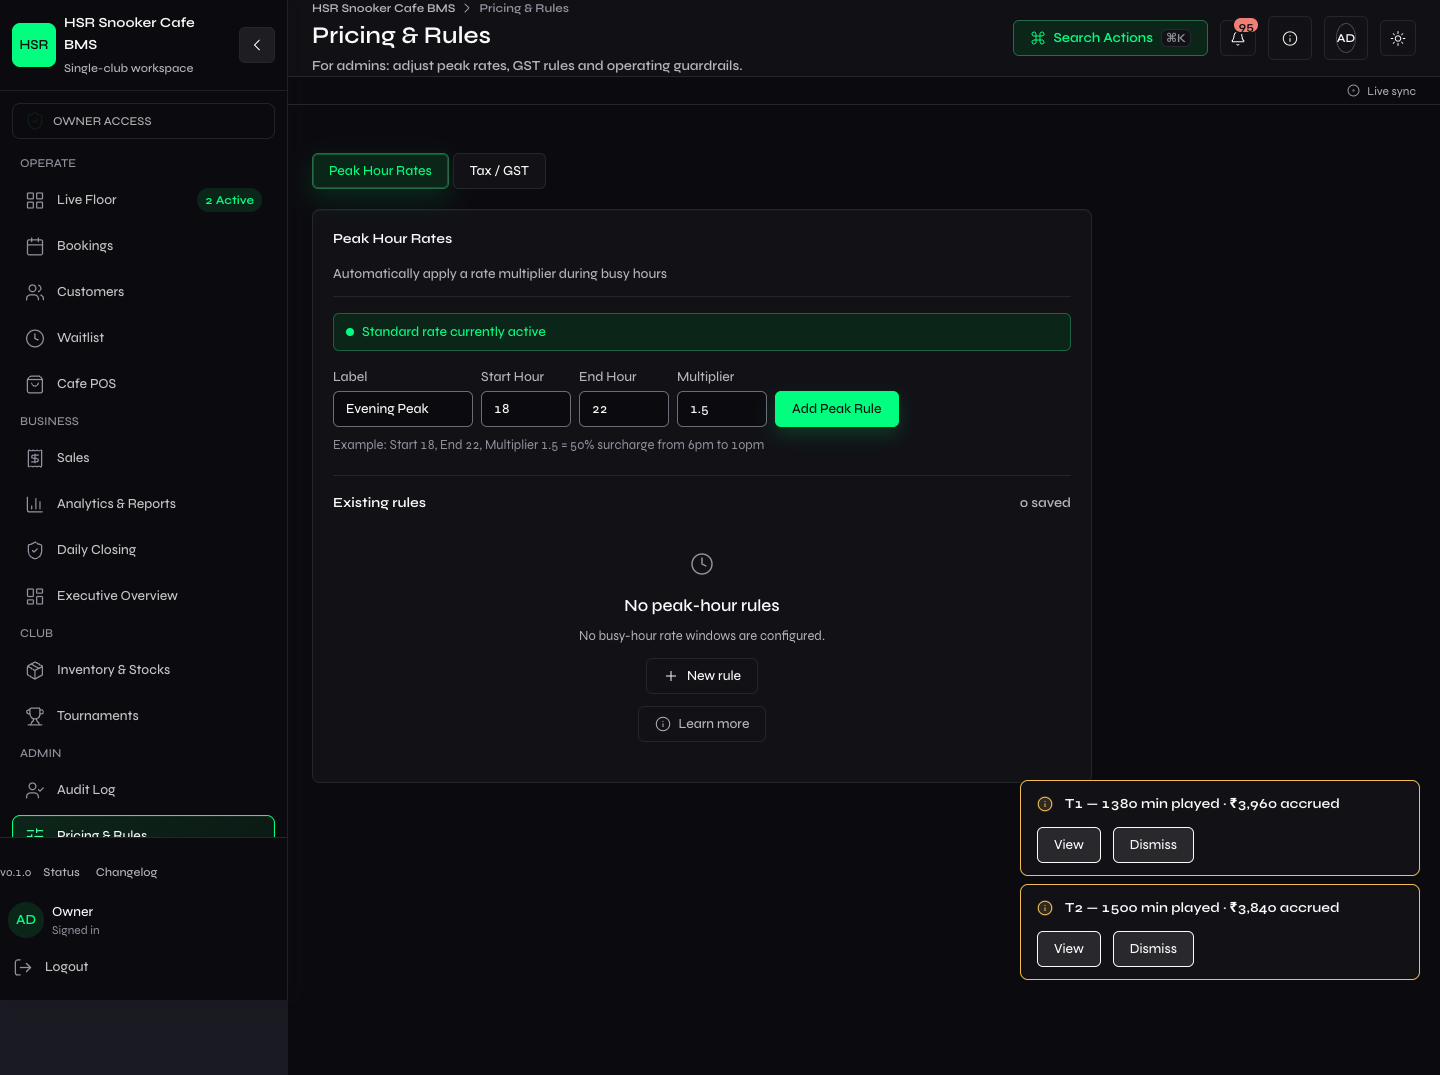 HSR
HSR Snooker Cafe
BMS
Single-club workspace
OWNER ACCESS
OPERATE
Live Floor
2 Active
Bookings
Customers
Waitlist
Cafe POS
BUSINESS
Sales
Analytics & Reports
Daily Closing
Executive Overview
CLUB
Inventory & Stocks
Tournaments
ADMIN
Audit Log
Pricing & Rules
v0.1.0 Status Changelog
AD
Owner
Signed in
Logout
HSR Snooker Cafe BMS > Pricing & Rules
Pricing & Rules
For admins: adjust peak rates, GST rules and operating guardrails.
Search Actions ⌘K
95
AD
Live sync
Peak Hour Rates
Tax / GST
Peak Hour Rates
Automatically apply a rate multiplier during busy hours
Standard rate currently active
Label Start Hour End Hour Multiplier
Evening Peak 18 22 1.5 Add Peak Rule
Example: Start 18, End 22, Multiplier 1.5 = 50% surcharge from 6pm to 10pm
Existing rules 0 saved
No peak-hour rules
No busy-hour rate windows are configured.
New rule
Learn more
T1 — 1380 min played · ₹3,960 accrued
View Dismiss
T2 — 1500 min played · ₹3,840 accrued
View Dismiss